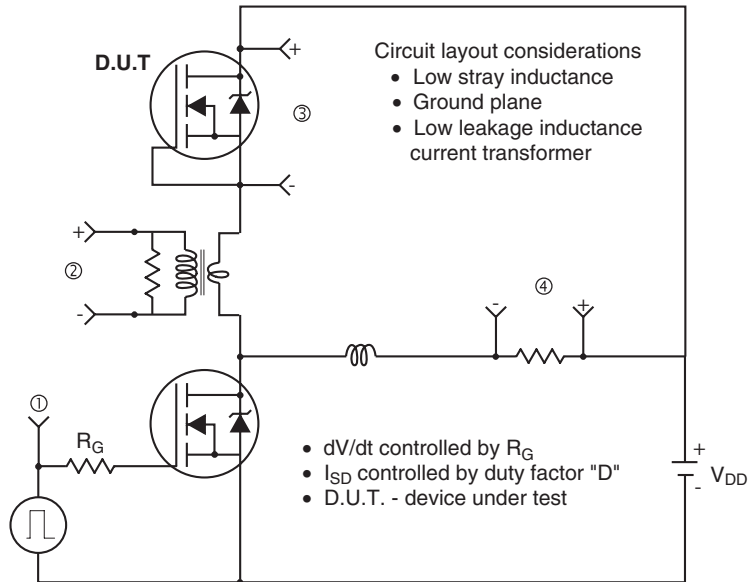 D.U.T
+
-
③
Circuit layout considerations
• Low stray inductance
• Ground plane
• Low leakage inductance
current transformer
+
②
-
-
④
+
①
R_G
• dV/dt controlled by R_G
• I_SD controlled by duty factor "D"
• D.U.T. - device under test
+
V_DD
-